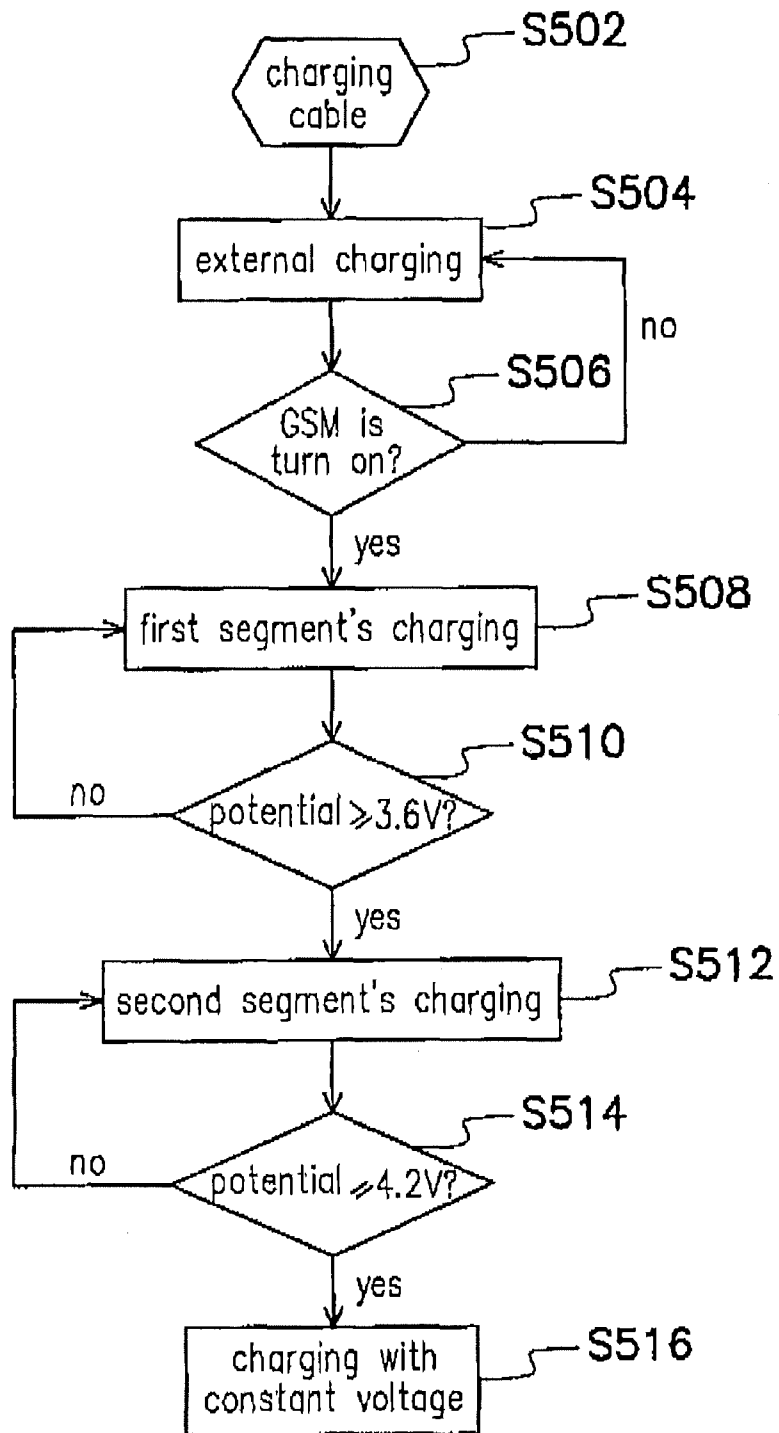 S502
charging
cable
S504
external charging
no
S506
GSM is
turn on?
yes
S508
first segment's charging
S510
no
potential ⩾ 3.6V?
yes
S512
second segment's charging
S514
no
potential ⩾ 4.2V?
yes
S516
charging with
constant voltage